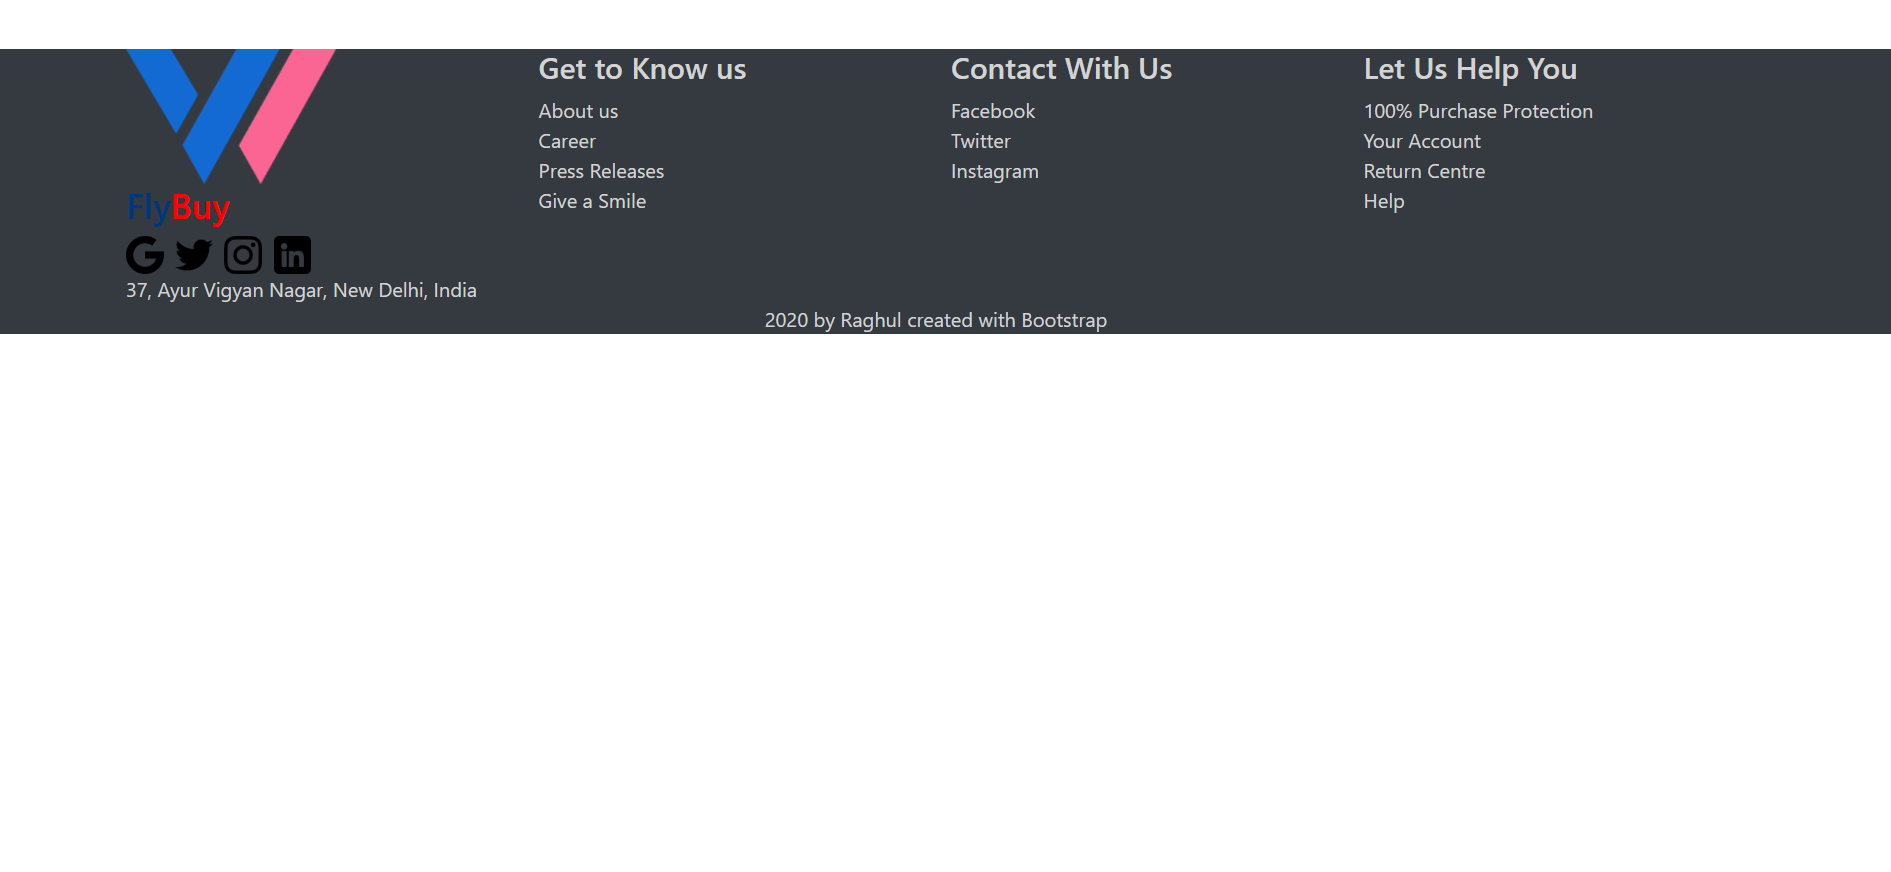 FlyBuy
37, Ayur Vigyan Nagar, New Delhi, India
Get to Know us
About us
Career
Press Releases
Give a Smile
Contact With Us
Facebook
Twitter
Instagram
Let Us Help You
100% Purchase Protection
Your Account
Return Centre
Help
2020 by Raghul created with Bootstrap